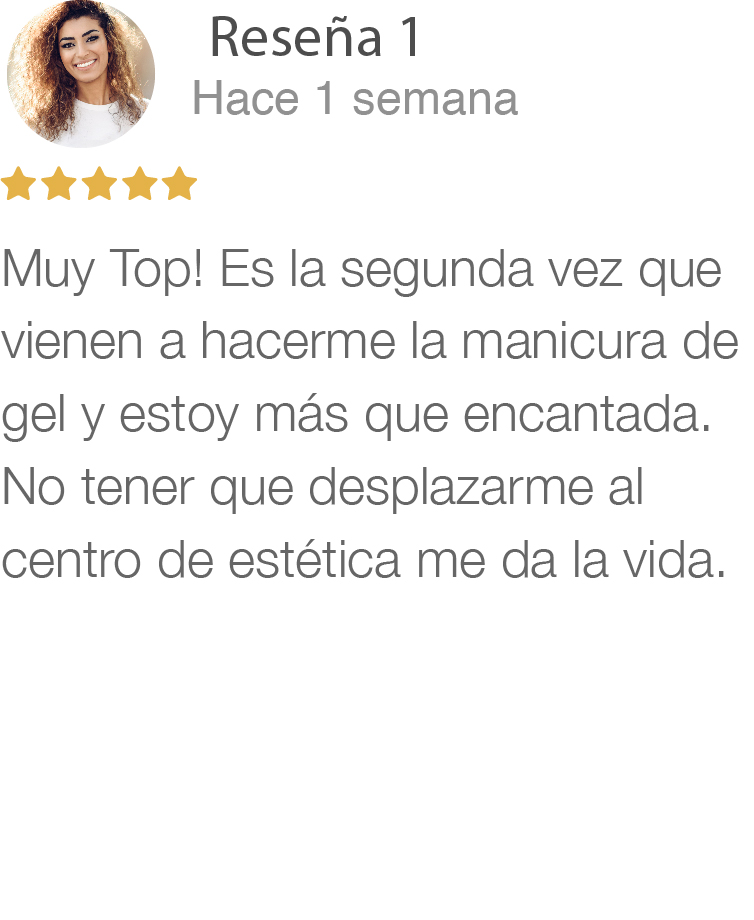 Reseña 1
Hace 1 semana
Muy Top! Es la segunda vez que
vienen a hacerme la manicura de
gel y estoy más que encantada.
No tener que desplazarme al
centro de estética me da la vida.